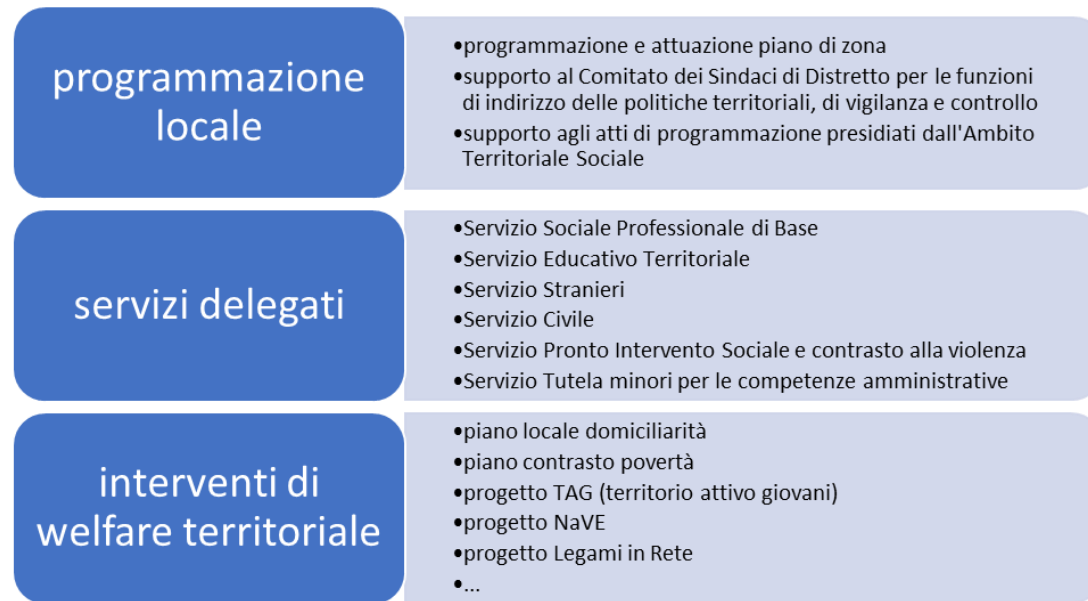 programmazione
locale
•programmazione e attuazione piano di zona
•supporto al Comitato dei Sindaci di Distretto per le funzioni
di indirizzo delle politiche territoriali, di vigilanza e controllo
•supporto agli atti di programmazione presidiati dall'Ambito
Territoriale Sociale
servizi delegati
•Servizio Sociale Professionale di Base
•Servizio Educativo Territoriale
•Servizio Stranieri
•Servizio Civile
•Servizio Pronto Intervento Sociale e contrasto alla violenza
•Servizio Tutela minori per le competenze amministrative
interventi di
welfare territoriale
•piano locale domiciliarità
•piano contrasto povertà
•progetto TAG (territorio attivo giovani)
•progetto NaVE
•progetto Legami in Rete
•...